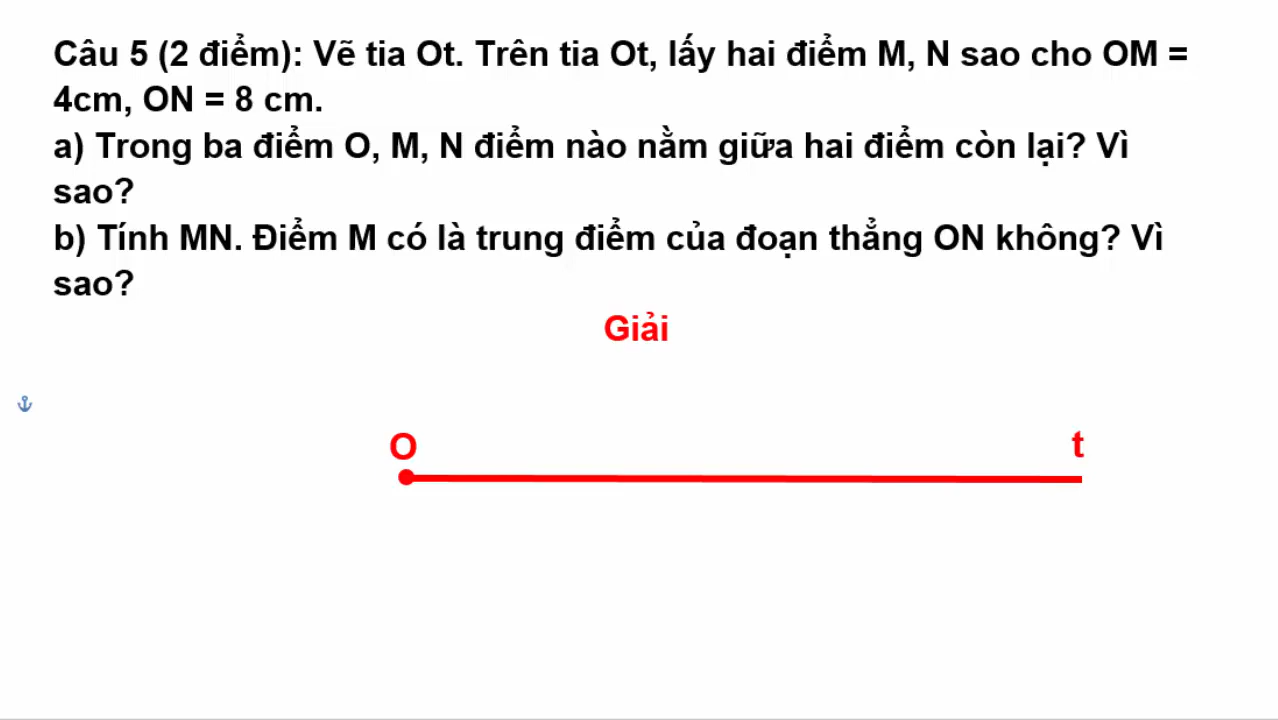 Câu 5 (2 điểm): Vẽ tia Ot. Trên tia Ot, lấy hai điểm M, N sao cho OM =
4cm, ON = 8 cm.
a) Trong ba điểm O, M, N điểm nào nằm giữa hai điểm còn lại? Vì
sao?
b) Tính MN. Điểm M có là trung điểm của đoạn thẳng ON không? Vì
sao?
Giải
O t